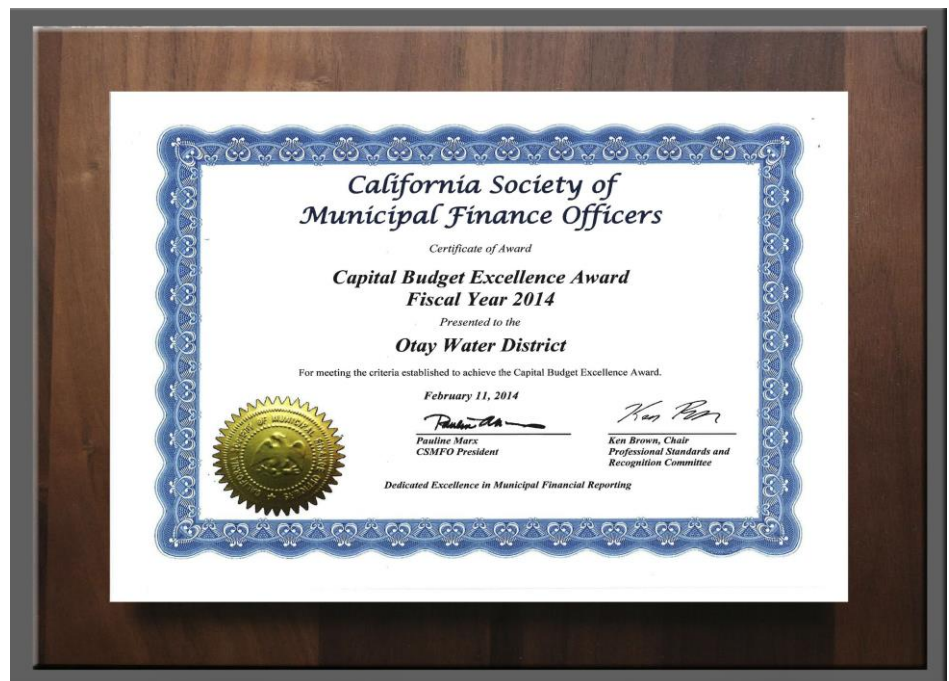 California Society of
Municipal Finance Officers
Certificate of Award
Capital Budget Excellence Award
Fiscal Year 2014
Presented to the
Otay Water District
For meeting the criteria established to achieve the Capital Budget Excellence Award.
February 11, 2014
Pauline Marx
CSMFO President
Ken Brown, Chair
Professional Standards and
Recognition Committee
Dedicated Excellence in Municipal Financial Reporting